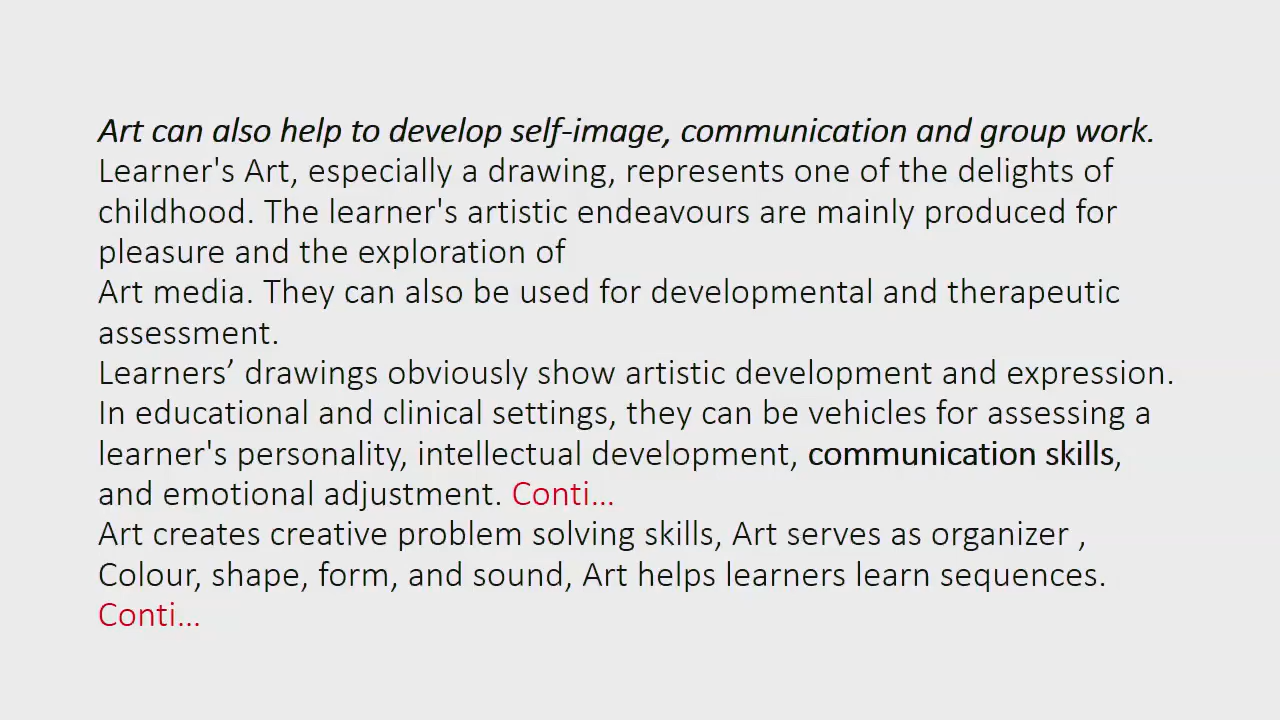 Art can also help to develop self-image, communication and group work.
Learner's Art, especially a drawing, represents one of the delights of
childhood. The learner's artistic endeavours are mainly produced for
pleasure and the exploration of
Art media. They can also be used for developmental and therapeutic
assessment.
Learners’ drawings obviously show artistic development and expression.
In educational and clinical settings, they can be vehicles for assessing a
learner's personality, intellectual development, communication skills,
and emotional adjustment. Conti...
Art creates creative problem solving skills, Art serves as organizer ,
Colour, shape, form, and sound, Art helps learners learn sequences.
Conti...